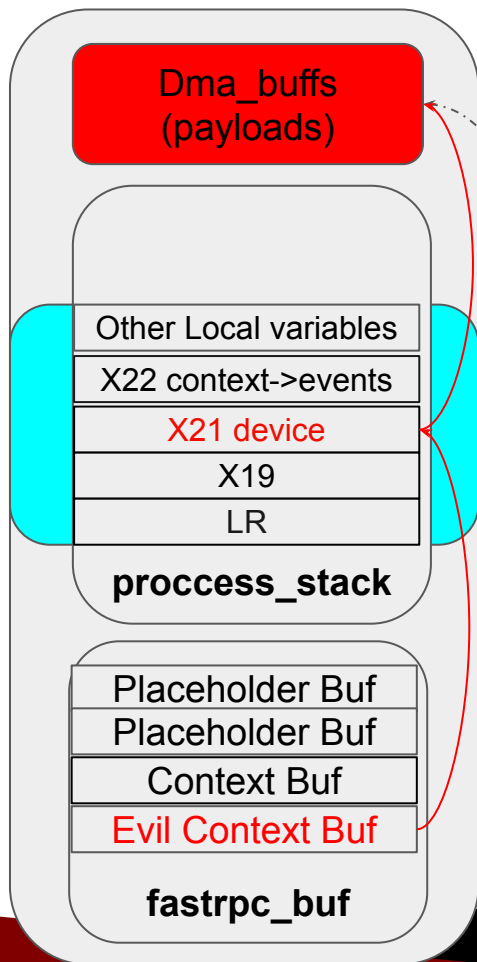 Dma_buffs
(payloads)
Other Local variables
X22 context->events
X21 device
X19
LR
proccess_stack
Placeholder Buf
Placeholder Buf
Context Buf
Evil Context Buf
fastrpc_buf